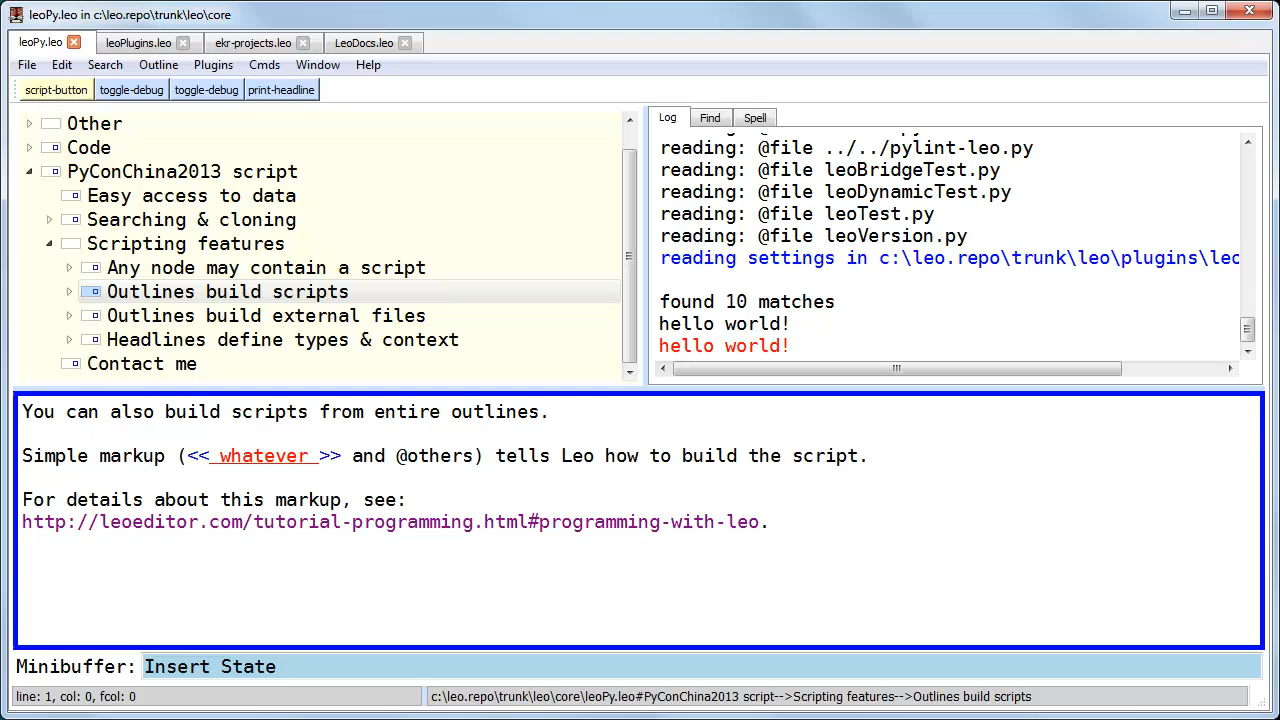 leoPy.leo in c:\leo.repo\trunk\leo\core
leoPy.leo leoPlugins.leo ekr-projects.leo LeoDocs.leo
File Edit Search Outline Plugins Cmds Window Help
script-button toggle-debug toggle-debug print-headline
Other
Code
PyConChina2013 script
Easy access to data
Searching & cloning
Scripting features
Any node may contain a script
Outlines build scripts
Outlines build external files
Headlines define types & context
Contact me
Log Find Spell
reading: @file ../../pylint-leo.py
reading: @file leoBridgeTest.py
reading: @file leoDynamicTest.py
reading: @file leoTest.py
reading: @file leoVersion.py
reading settings in c:\leo.repo\trunk\leo\plugins\leo
found 10 matches
hello world!
hello world!
You can also build scripts from entire outlines.
Simple markup (<< whatever >> and @others) tells Leo how to build the script.
For details about this markup, see:
http://leoeditor.com/tutorial-programming.html#programming-with-leo.
Minibuffer: Insert State
line: 1, col: 0, fcol: 0
c:\leo.repo\trunk\leo\core\leoPy.leo#PyConChina2013 script-->Scripting features-->Outlines build scripts